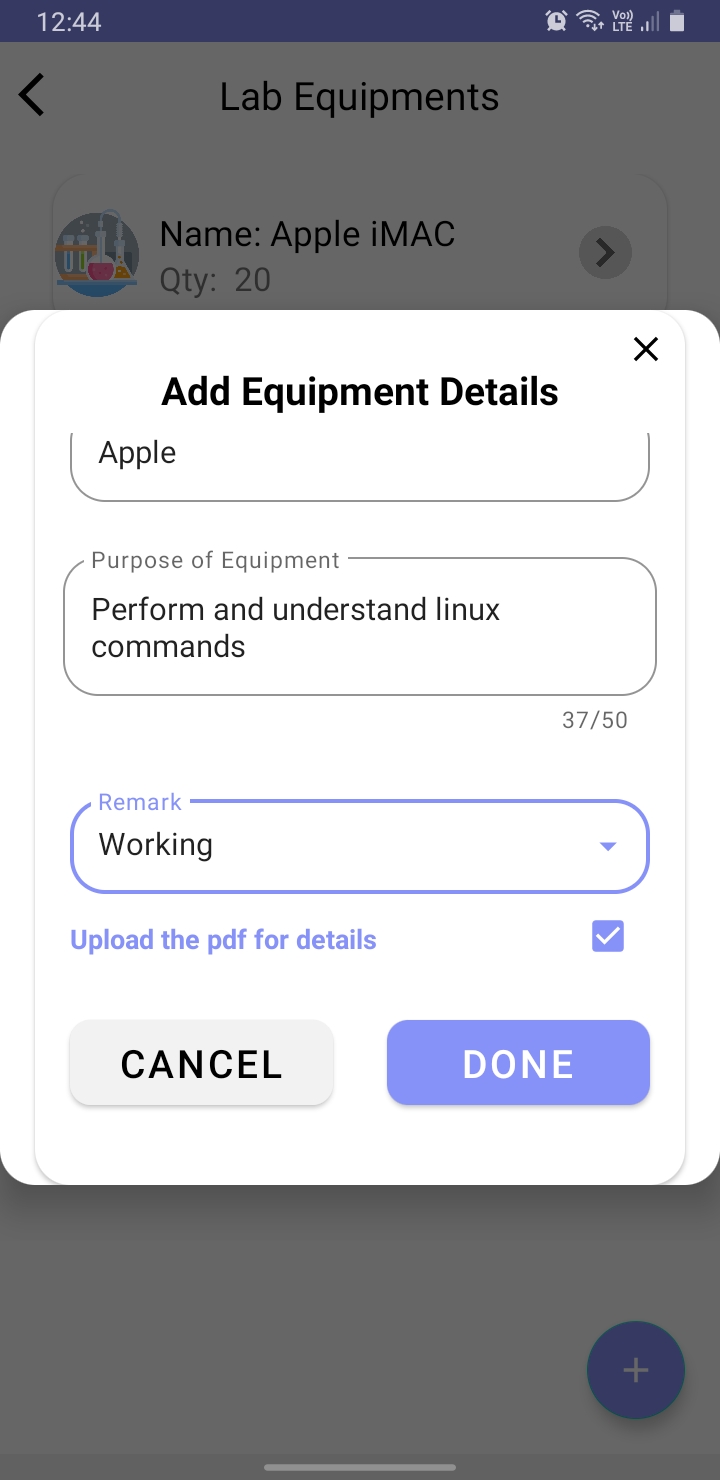 12:44
Vo)) LTE
Lab Equipments
Name: Apple iMAC
Qty: 20
Add Equipment Details
Apple
Purpose of Equipment
Perform and understand linux
commands
37/50
Remark
Working
Upload the pdf for details
CANCEL
DONE